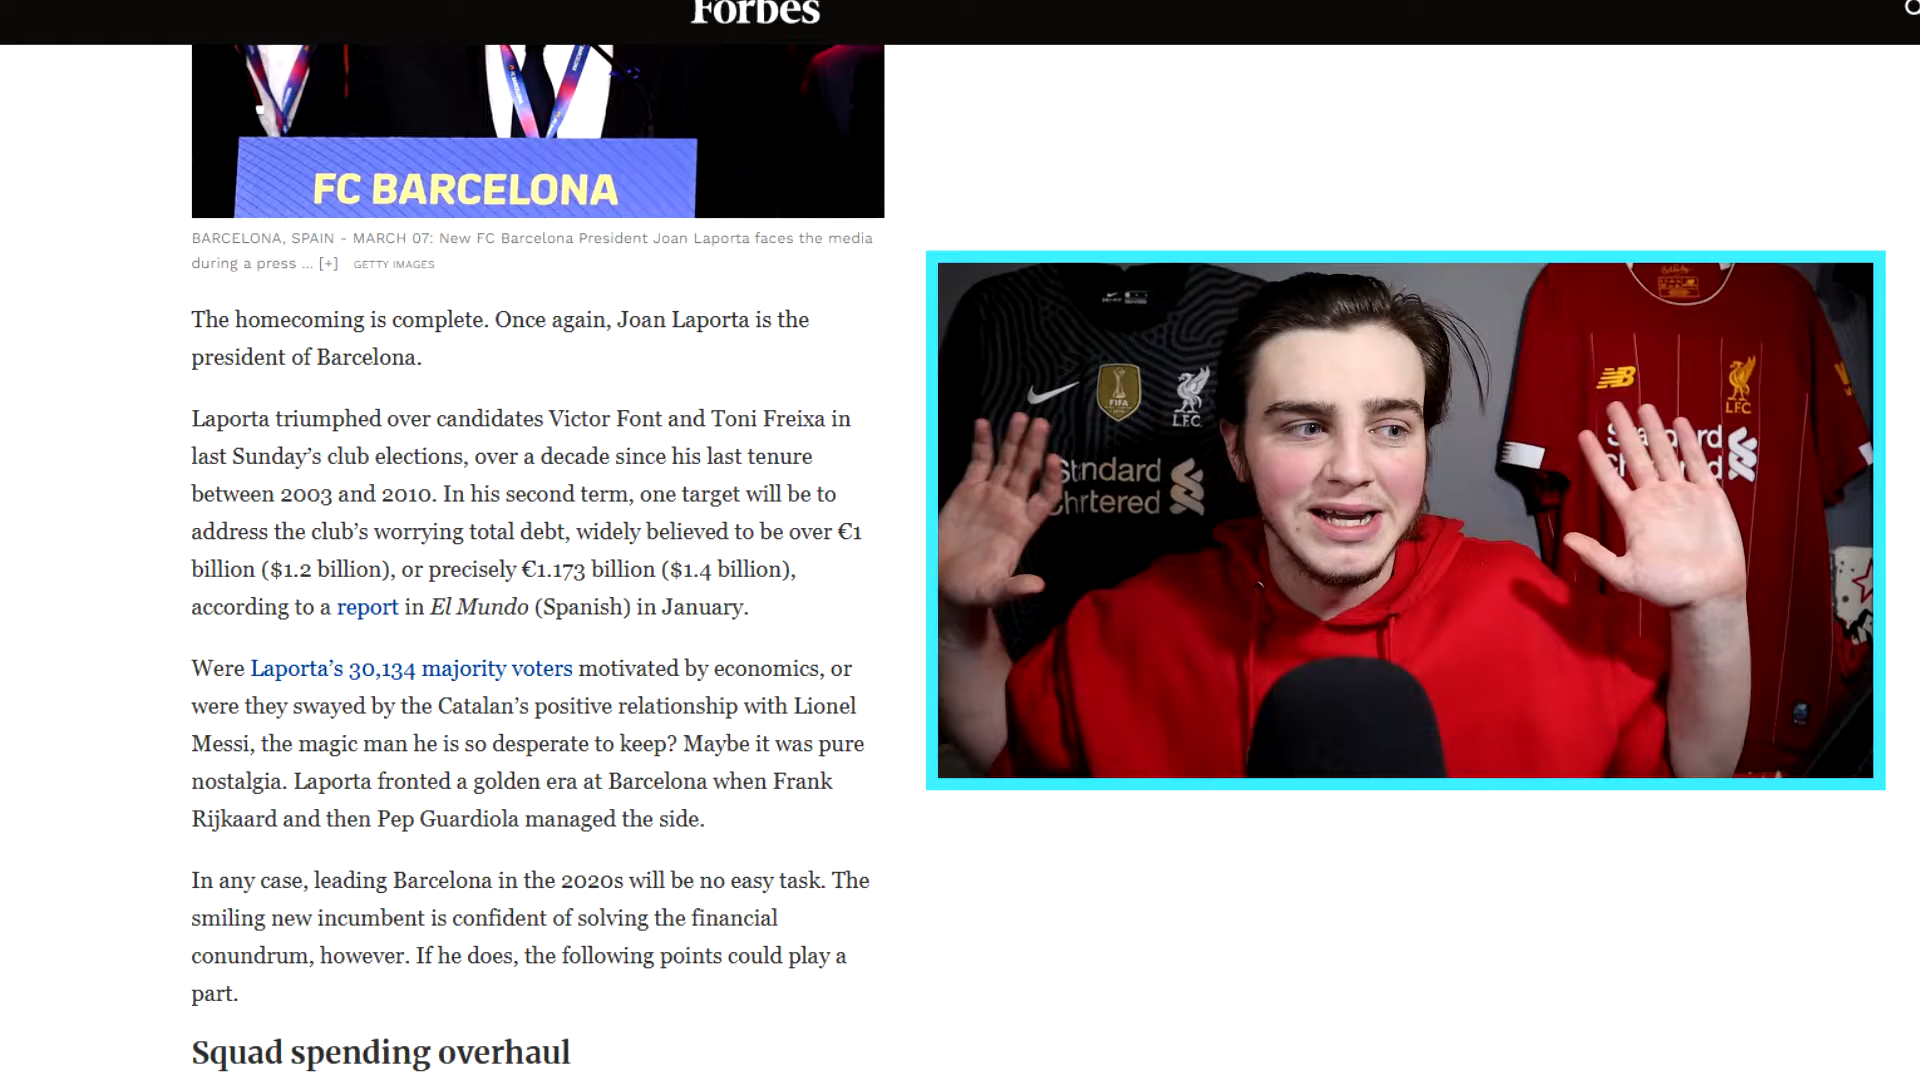 Forbes
FC BARCELONA
BARCELONA, SPAIN - MARCH 07: New FC Barcelona President Joan Laporta faces the media
during a press ... [+] GETTY IMAGES
The homecoming is complete. Once again, Joan Laporta is the
president of Barcelona.
Laporta triumphed over candidates Victor Font and Toni Freixa in
last Sunday’s club elections, over a decade since his last tenure
between 2003 and 2010. In his second term, one target will be to
address the club’s worrying total debt, widely believed to be over €1
billion ($1.2 billion), or precisely €1.173 billion ($1.4 billion),
according to a report in El Mundo (Spanish) in January.
Were Laporta’s 30,134 majority voters motivated by economics, or
were they swayed by the Catalan’s positive relationship with Lionel
Messi, the magic man he is so desperate to keep? Maybe it was pure
nostalgia. Laporta fronted a golden era at Barcelona when Frank
Rijkaard and then Pep Guardiola managed the side.
In any case, leading Barcelona in the 2020s will be no easy task. The
smiling new incumbent is confident of solving the financial
conundrum, however. If he does, the following points could play a
part.
Squad spending overhaul
FIFA
L.F.C.
NB
LFC